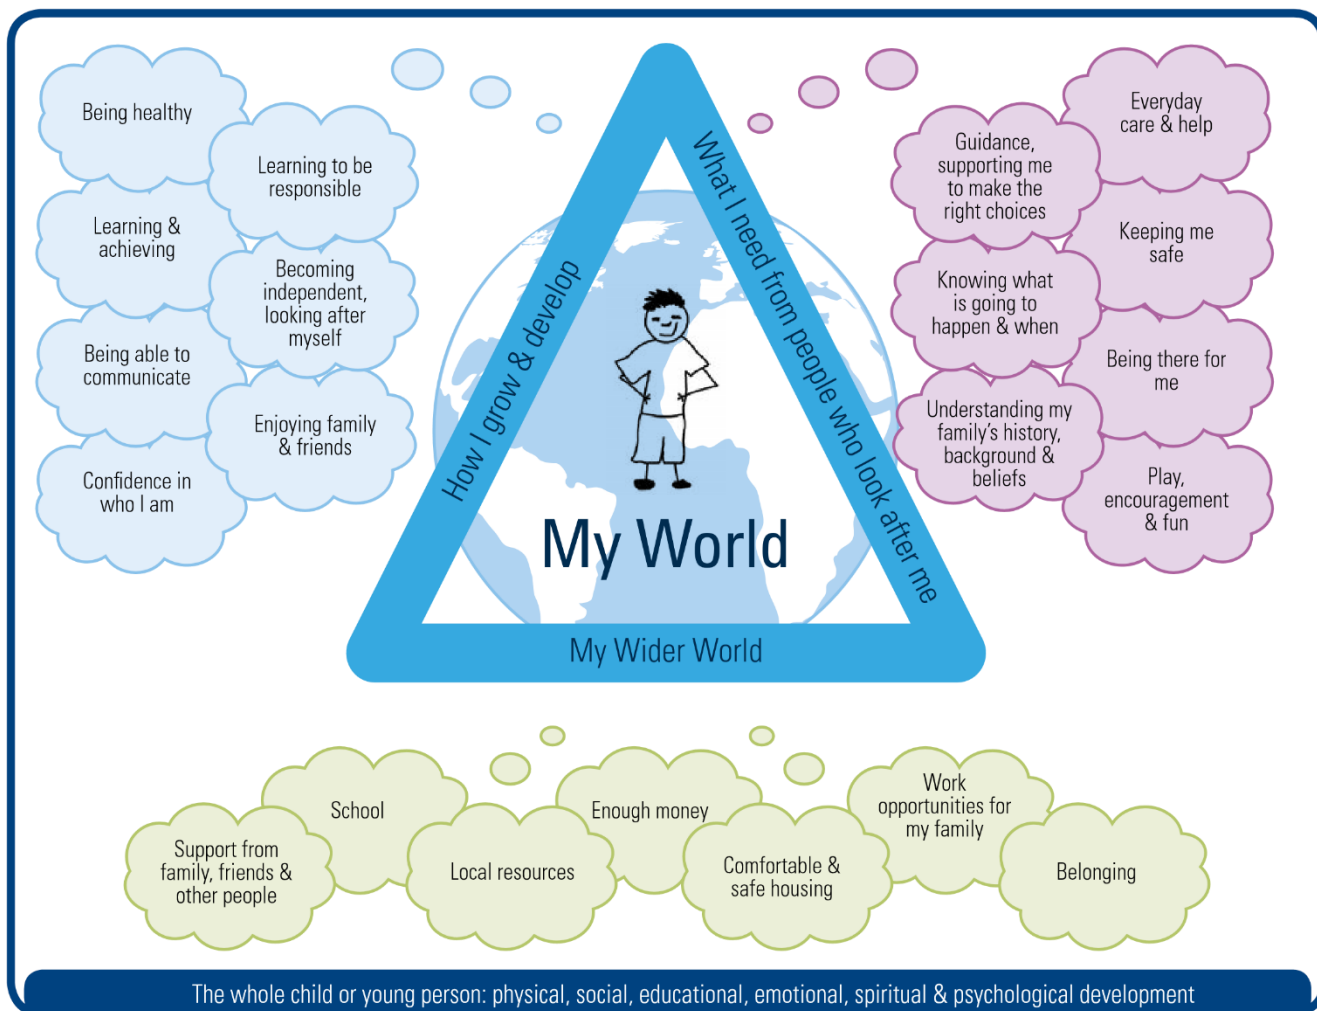 Being healthy
Learning to be
responsible
Learning &
achieving
Becoming
independent,
looking after
myself
Being able to
communicate
Enjoying family
& friends
Confidence in
who I am
How I grow & develop
What I need from people who look after me
My World
My Wider World
Everyday
care & help
Guidance,
supporting me
to make the
right choices
Keeping me
safe
Knowing what
is going to
happen & when
Being there for
me
Understanding my
family's history,
background &
beliefs
Play,
encouragement
& fun
Support from
family, friends &
other people
School
Local resources
Enough money
Comfortable &
safe housing
Work
opportunities for
my family
Belonging
The whole child or young person: physical, social, educational, emotional, spiritual & psychological development